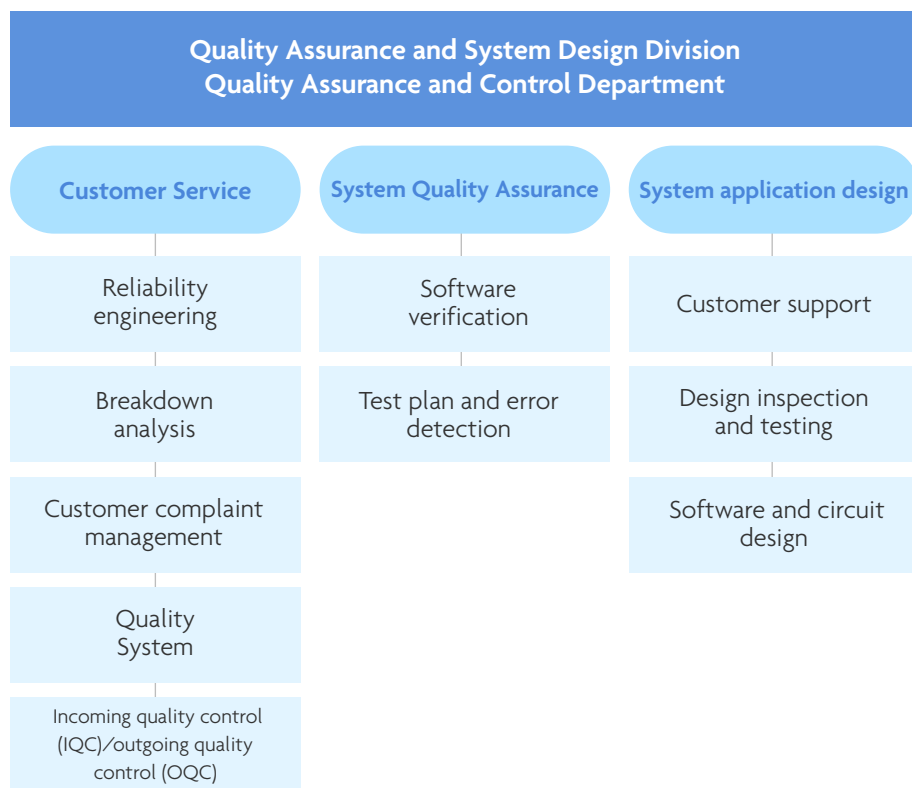 Quality Assurance and System Design Division
Quality Assurance and Control Department
Customer Service
Reliability
engineering
Breakdown
analysis
Customer complaint
management
Quality
System
Incoming quality control
(IQC)/outgoing quality
control (OQC)
System Quality Assurance
Software
verification
Test plan and error
detection
System application design
Customer support
Design inspection
and testing
Software and circuit
design